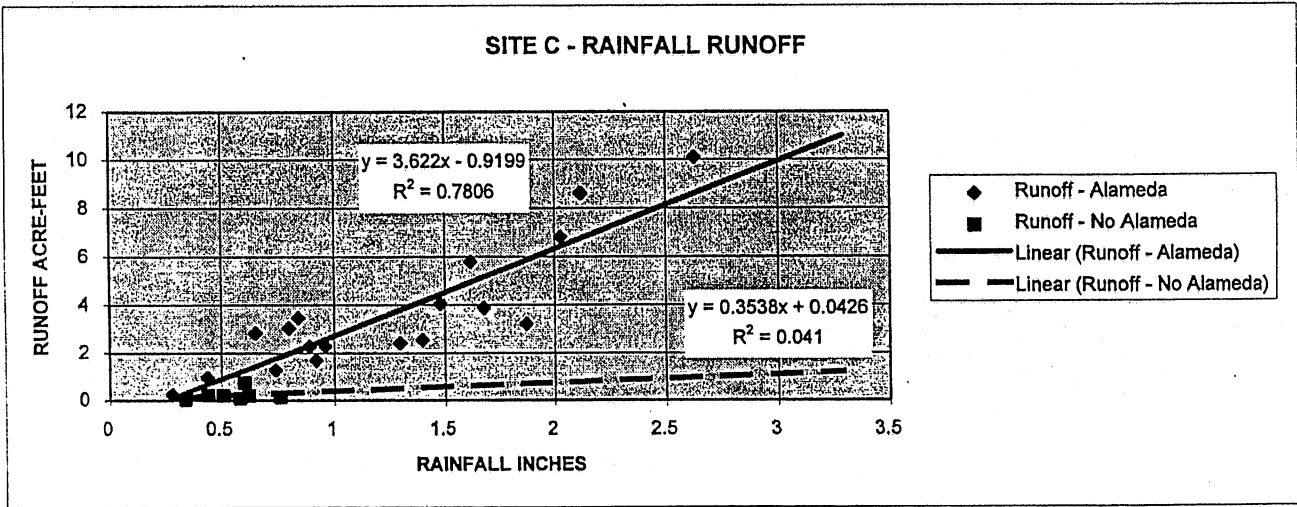 SITE C - RAINFALL RUNOFF
12
10
8
6
4
2
0
RUNOFF ACRE-FEET
y = 3.622x - 0.9199
R² = 0.7806
y = 0.3538x + 0.0426
R² = 0.041
0 0.5 1 1.5 2 2.5 3 3.5
RAINFALL INCHES
Runoff - Alameda
Runoff - No Alameda
Linear (Runoff - Alameda)
Linear (Runoff - No Alameda)